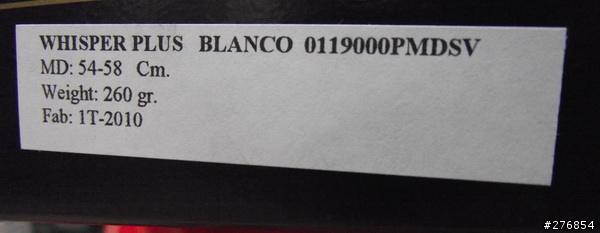 WHISPER PLUS BLANCO 0119000PMDSV
MD: 54-58 Cm.
Weight: 260 gr.
Fab: 1T-2010
#276854